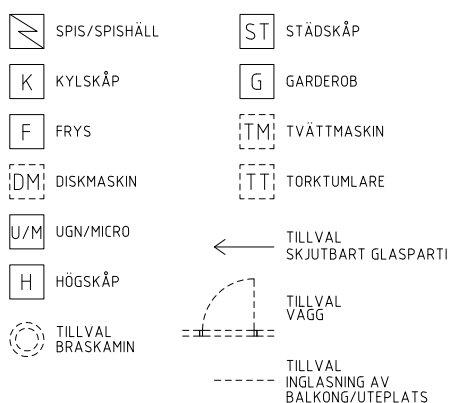 SPIS/SPISHÄLL
K KYLSKÅP
F FRYS
DM DISKMASKIN
U/M UGN/MICRO
H HÖGSKÅP
TILLVAL
BRASKAMIN
ST STÄDSKÅP
G GARDEROB
TM TVÄTTMASKIN
TT TORKTUMLARE
TILLVAL
SKJUTBART GLASPARTI
TILLVAL
VÄGG
TILLVAL
INGLASNING AV
BALKONG/UTEPLATS